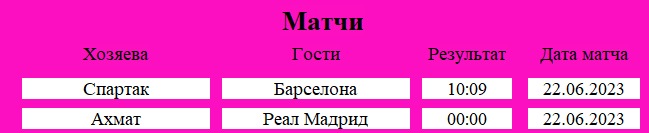 Матчи
Хозяева Гости Результат Дата матча
Спартак Барселона 10:09 22.06.2023
Ахмат Реал Мадрид 00:00 22.06.2023